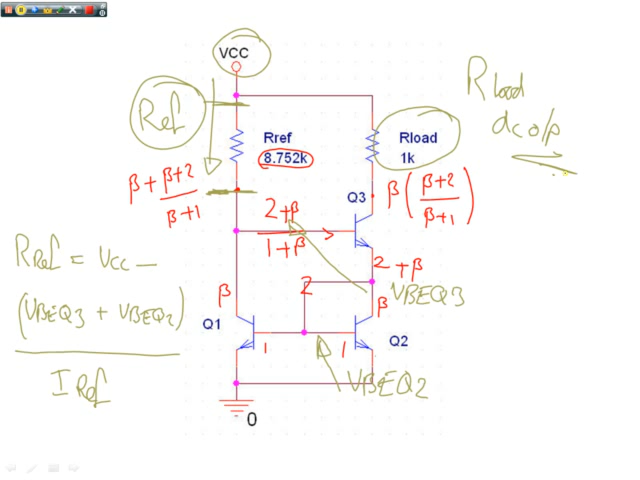 VCC
Ref
Rload
dc o/p
Rref
8.752k
Rload
1k
β + β+2
β+1
2+β
1+β
Q3
β ( β+2
β+1 )
2+β
RRef = VCC –
(VBEQ3 + VBEQ2)
IRef
2
VBEQ3
β
β
Q1
1
1
Q2
VBEQ2
0